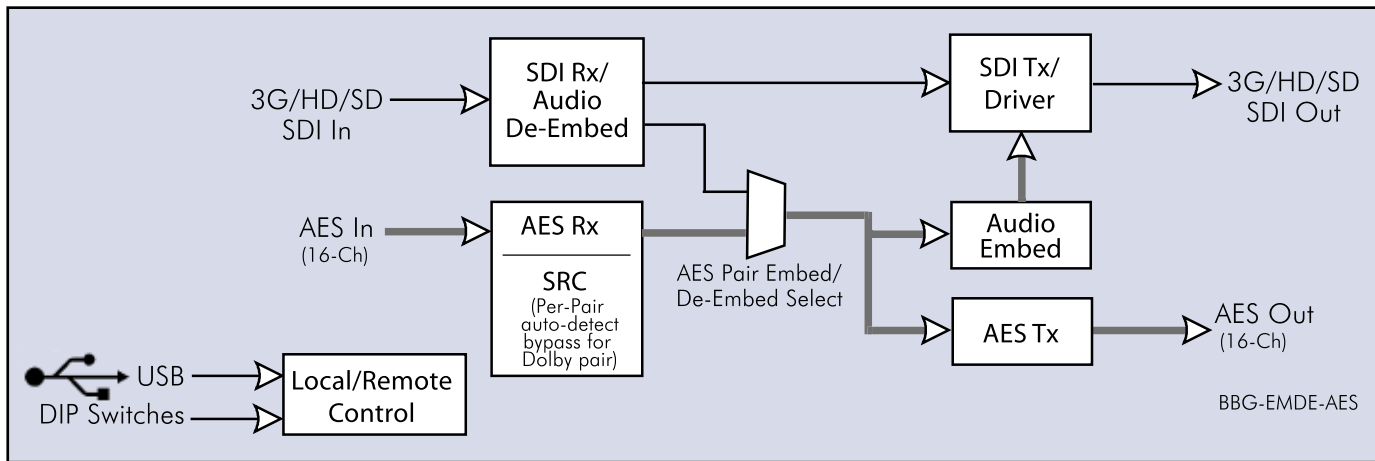 3G/HD/SD
SDI In
SDI Rx/
Audio
De-Embed
SDI Tx/
Driver
3G/HD/SD
SDI Out
AES In
(16-Ch)
AES Rx
SRC
(Per-Pair
auto-detect
bypass for
Dolby pair)
AES Pair Embed/
De-Embed Select
Audio
Embed
AES Tx
AES Out
(16-Ch)
USB
DIP Switches
Local/Remote
Control
BBG-EMDE-AES